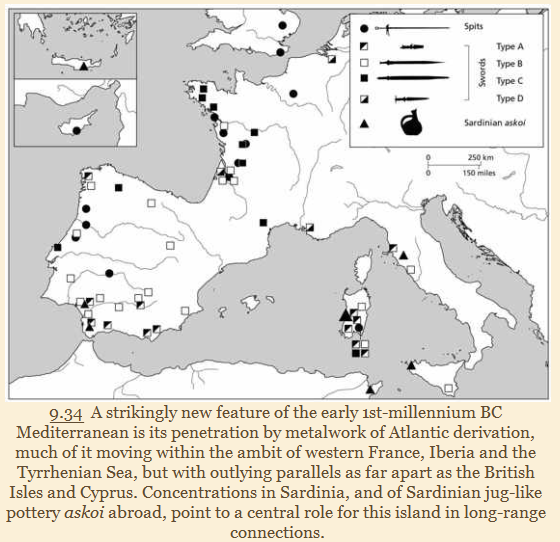 Spits
Type A
Type B
Type C
Type D
Swords
Sardinian askoi
0 250 km
0 150 miles
9.34 A strikingly new feature of the early 1st-millennium BC
Mediterranean is its penetration by metalwork of Atlantic derivation,
much of it moving within the ambit of western France, Iberia and the
Tyrrhenian Sea, but with outlying parallels as far apart as the British
Isles and Cyprus. Concentrations in Sardinia, and of Sardinian jug-like
pottery askoi abroad, point to a central role for this island in long-range
connections.